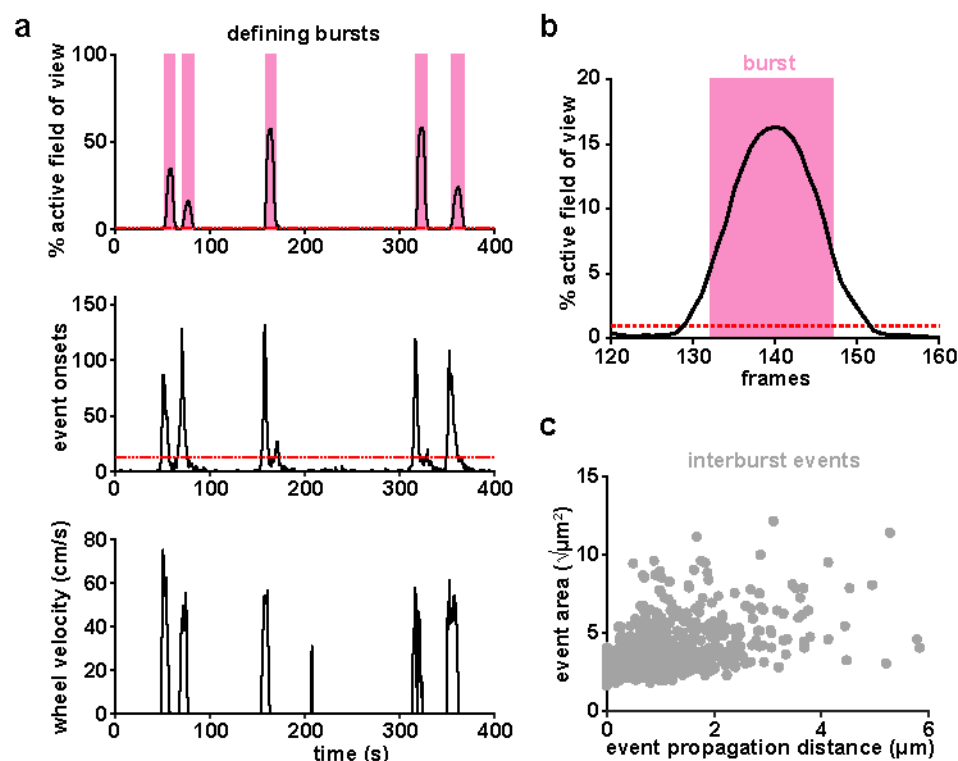 a
defining bursts
% active field of view
100
50
0
0 100 200 300 400
event onsets
150
100
50
0
0 100 200 300 400
wheel velocity (cm/s)
80
60
40
20
0
0 100 200 300 400
time (s)
b
burst
% active field of view
20
15
10
5
0
120 130 140 150 160
frames
c
interburst events
event area (√µm²)
15
10
5
0
0 2 4 6
event propagation distance (µm)